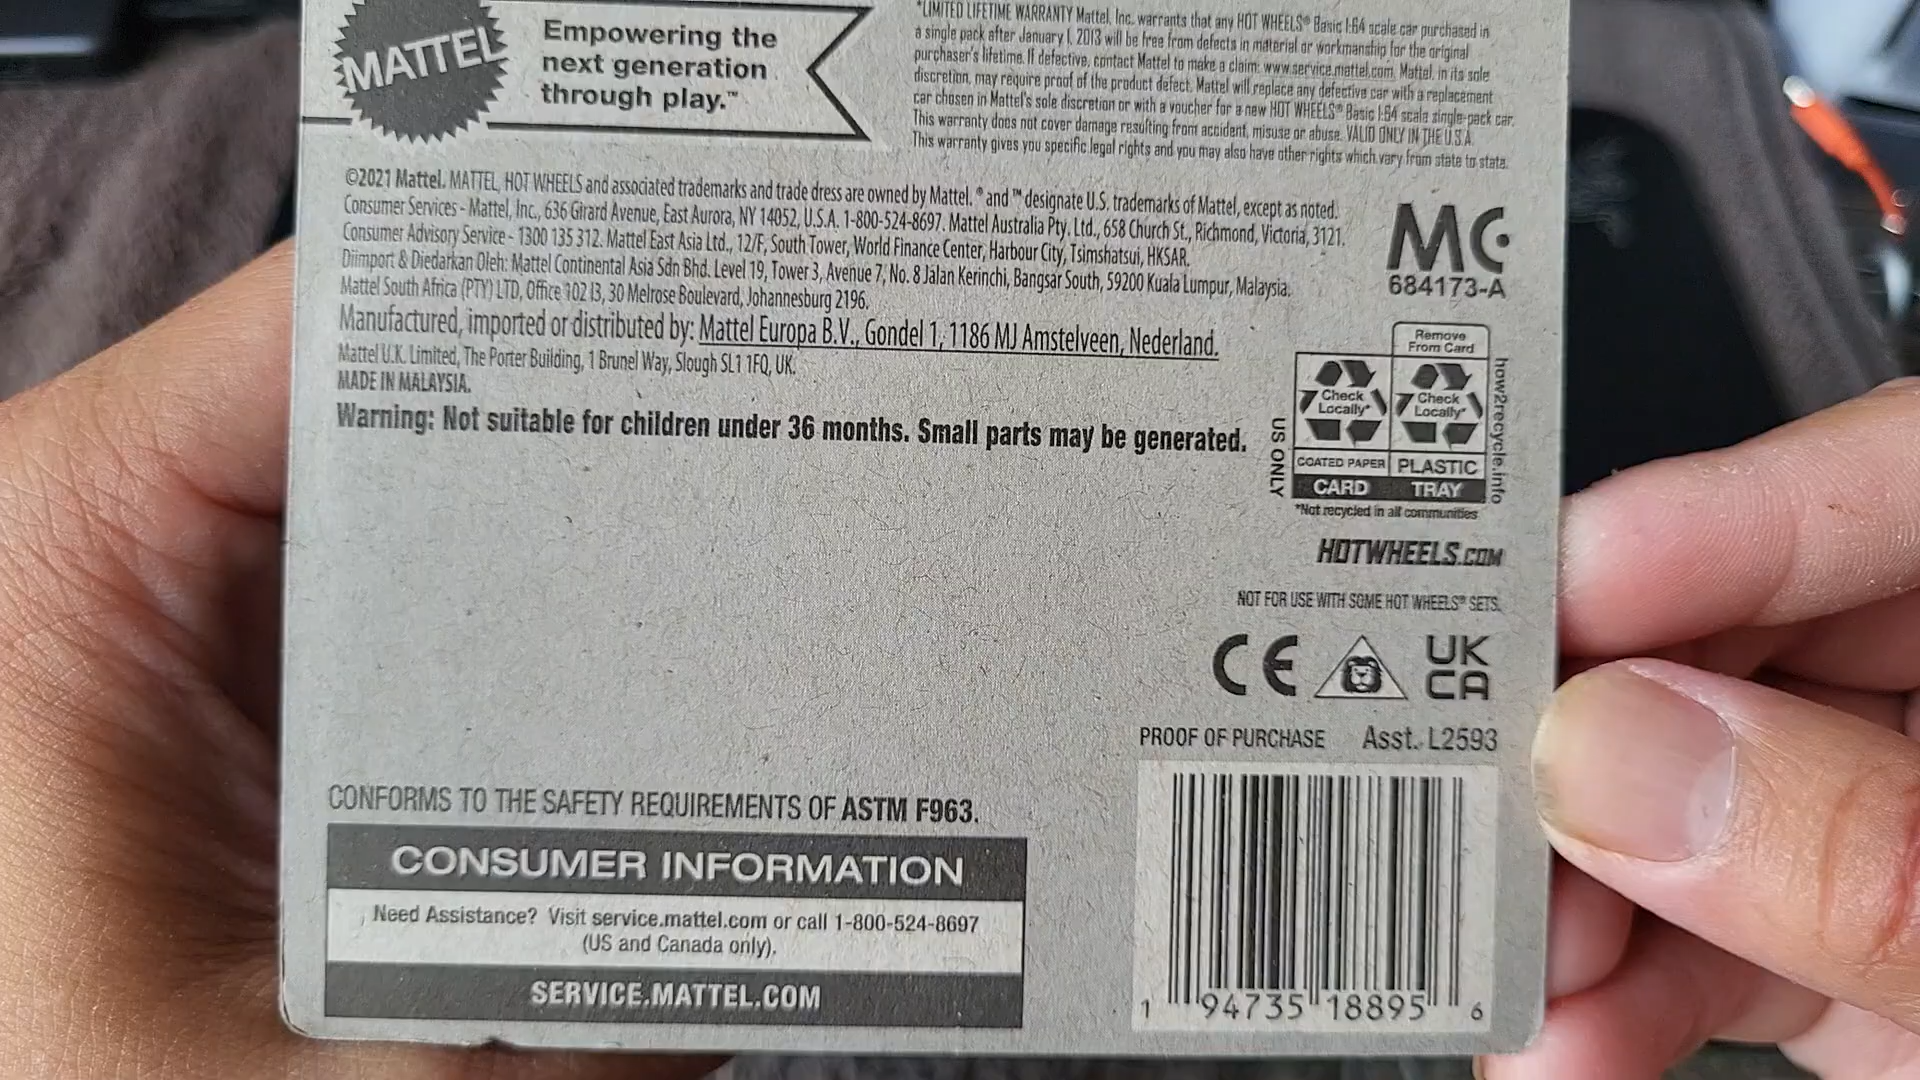 MATTEL
Empowering the
next generation
through play.™
*LIMITED LIFETIME WARRANTY Mattel, Inc. warrants that any HOT WHEELS® Basic 1:64 scale car purchased in
a single pack after January 1, 2013 will be free from defects in material or workmanship for the original
purchaser's lifetime. If defective, contact Mattel to make a claim: www.service.mattel.com. Mattel, in its sole
discretion, may require proof of the product defect. Mattel will replace any defective car with a replacement
car chosen in Mattel's sole discretion or with a voucher for a new HOT WHEELS® Basic 1:64 scale single-pack car.
This warranty does not cover damage resulting from accident, misuse or abuse. VALID ONLY IN THE U.S.A.
This warranty gives you specific legal rights and you may also have other rights which vary from state to state.
©2021 Mattel. MATTEL, HOT WHEELS and associated trademarks and trade dress are owned by Mattel. ® and ™ designate U.S. trademarks of Mattel, except as noted.
Consumer Services - Mattel, Inc., 636 Girard Avenue, East Aurora, NY 14052, U.S.A. 1-800-524-8697. Mattel Australia Pty. Ltd., 658 Church St., Richmond, Victoria, 3121.
Consumer Advisory Service - 1300 135 312. Mattel East Asia Ltd., 12/F, South Tower, World Finance Center, Harbour City, Tsimshatsui, HKSAR.
Diimport & Diedarkan Oleh: Mattel Continental Asia Sdn Bhd. Level 19, Tower 3, Avenue 7, No. 8 Jalan Kerinchi, Bangsar South, 59200 Kuala Lumpur, Malaysia.
Mattel South Africa (PTY) LTD, Office 102 I3, 30 Melrose Boulevard, Johannesburg 2196.
Manufactured, imported or distributed by: Mattel Europa B.V., Gondel 1, 1186 MJ Amstelveen, Nederland.
Mattel U.K. Limited, The Porter Building, 1 Brunel Way, Slough SL1 1FQ, UK.
MADE IN MALAYSIA.
Warning: Not suitable for children under 36 months. Small parts may be generated.
MC
684173-A
Remove
From Card
Check
Locally*
Check
Locally*
COATED PAPER
PLASTIC
CARD
TRAY
US ONLY
how2recycle.info
*Not recycled in all communities
HOTWHEELS.COM
NOT FOR USE WITH SOME HOT WHEELS® SETS.
CE
UK
CA
PROOF OF PURCHASE Asst. L2593
1 94735 18895 6
CONFORMS TO THE SAFETY REQUIREMENTS OF ASTM F963.
CONSUMER INFORMATION
Need Assistance? Visit service.mattel.com or call 1-800-524-8697
(US and Canada only).
SERVICE.MATTEL.COM